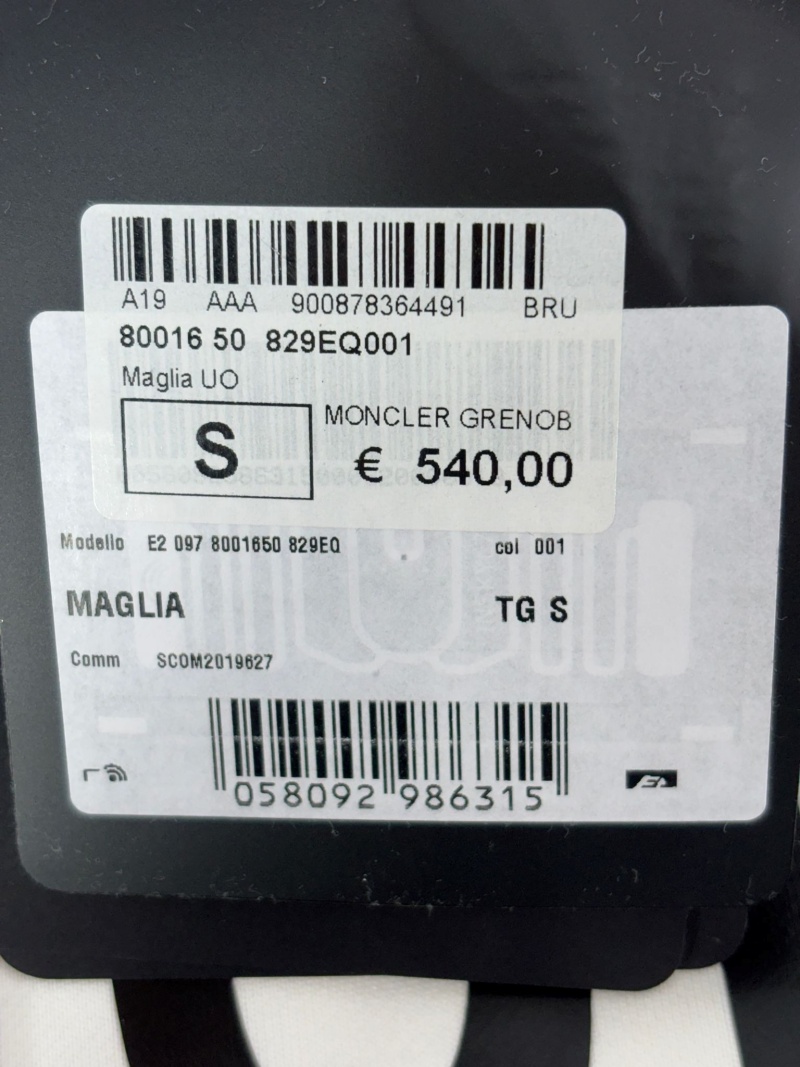 A19 AAA 900878364491 BRU
80016 50 829EQ001
Maglia UO
S MONCLER GRENOB
€ 540,00
Modello E2 097 8001650 829EQ col 001
MAGLIA TG S
Comm SCOM2019627
058092 986315